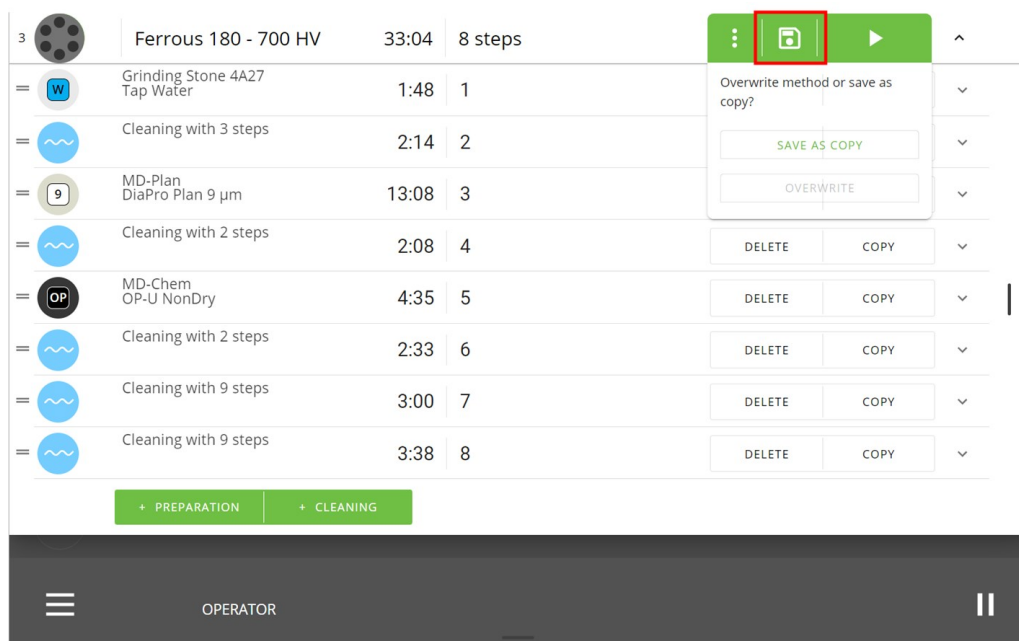 3 Ferrous 180 - 700 HV 33:04 8 steps
Overwrite method or save as
copy?
SAVE AS COPY
OVERWRITE
W Grinding Stone 4A27
Tap Water 1:48 1
Cleaning with 3 steps 2:14 2
9 MD-Plan
DiaPro Plan 9 µm 13:08 3
Cleaning with 2 steps 2:08 4 DELETE COPY
OP MD-Chem
OP-U NonDry 4:35 5 DELETE COPY
Cleaning with 2 steps 2:33 6 DELETE COPY
Cleaning with 9 steps 3:00 7 DELETE COPY
Cleaning with 9 steps 3:38 8 DELETE COPY
+ PREPARATION + CLEANING
OPERATOR